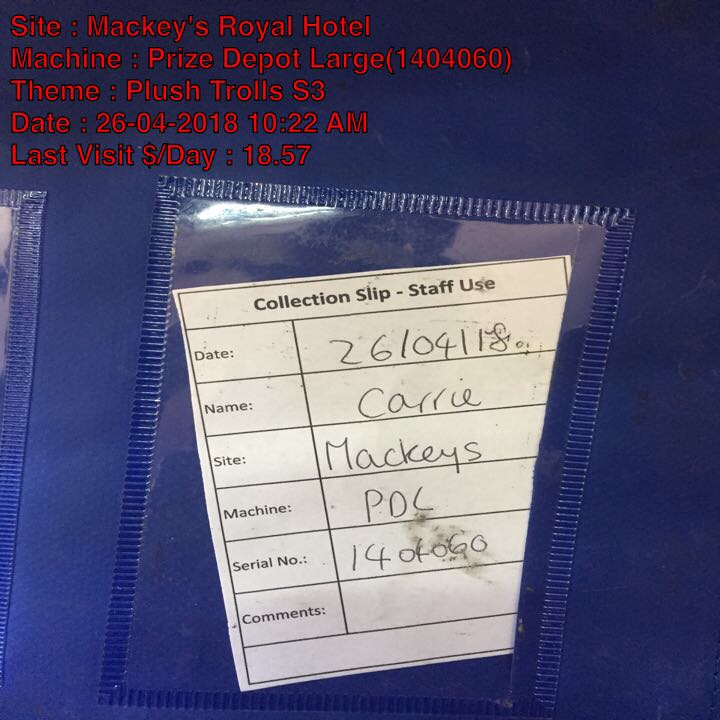 Site : Mackey's Royal Hotel
Machine : Prize Depot Large(1404060)
Theme : Plush Trolls S3
Date : 26-04-2018 10:22 AM
Last Visit $/Day : 18.57
Collection Slip - Staff Use
Date: 26/04/18.
Name: Carrie
Site: Mackeys
Machine: PDL
Serial No.: 1404060
Comments: